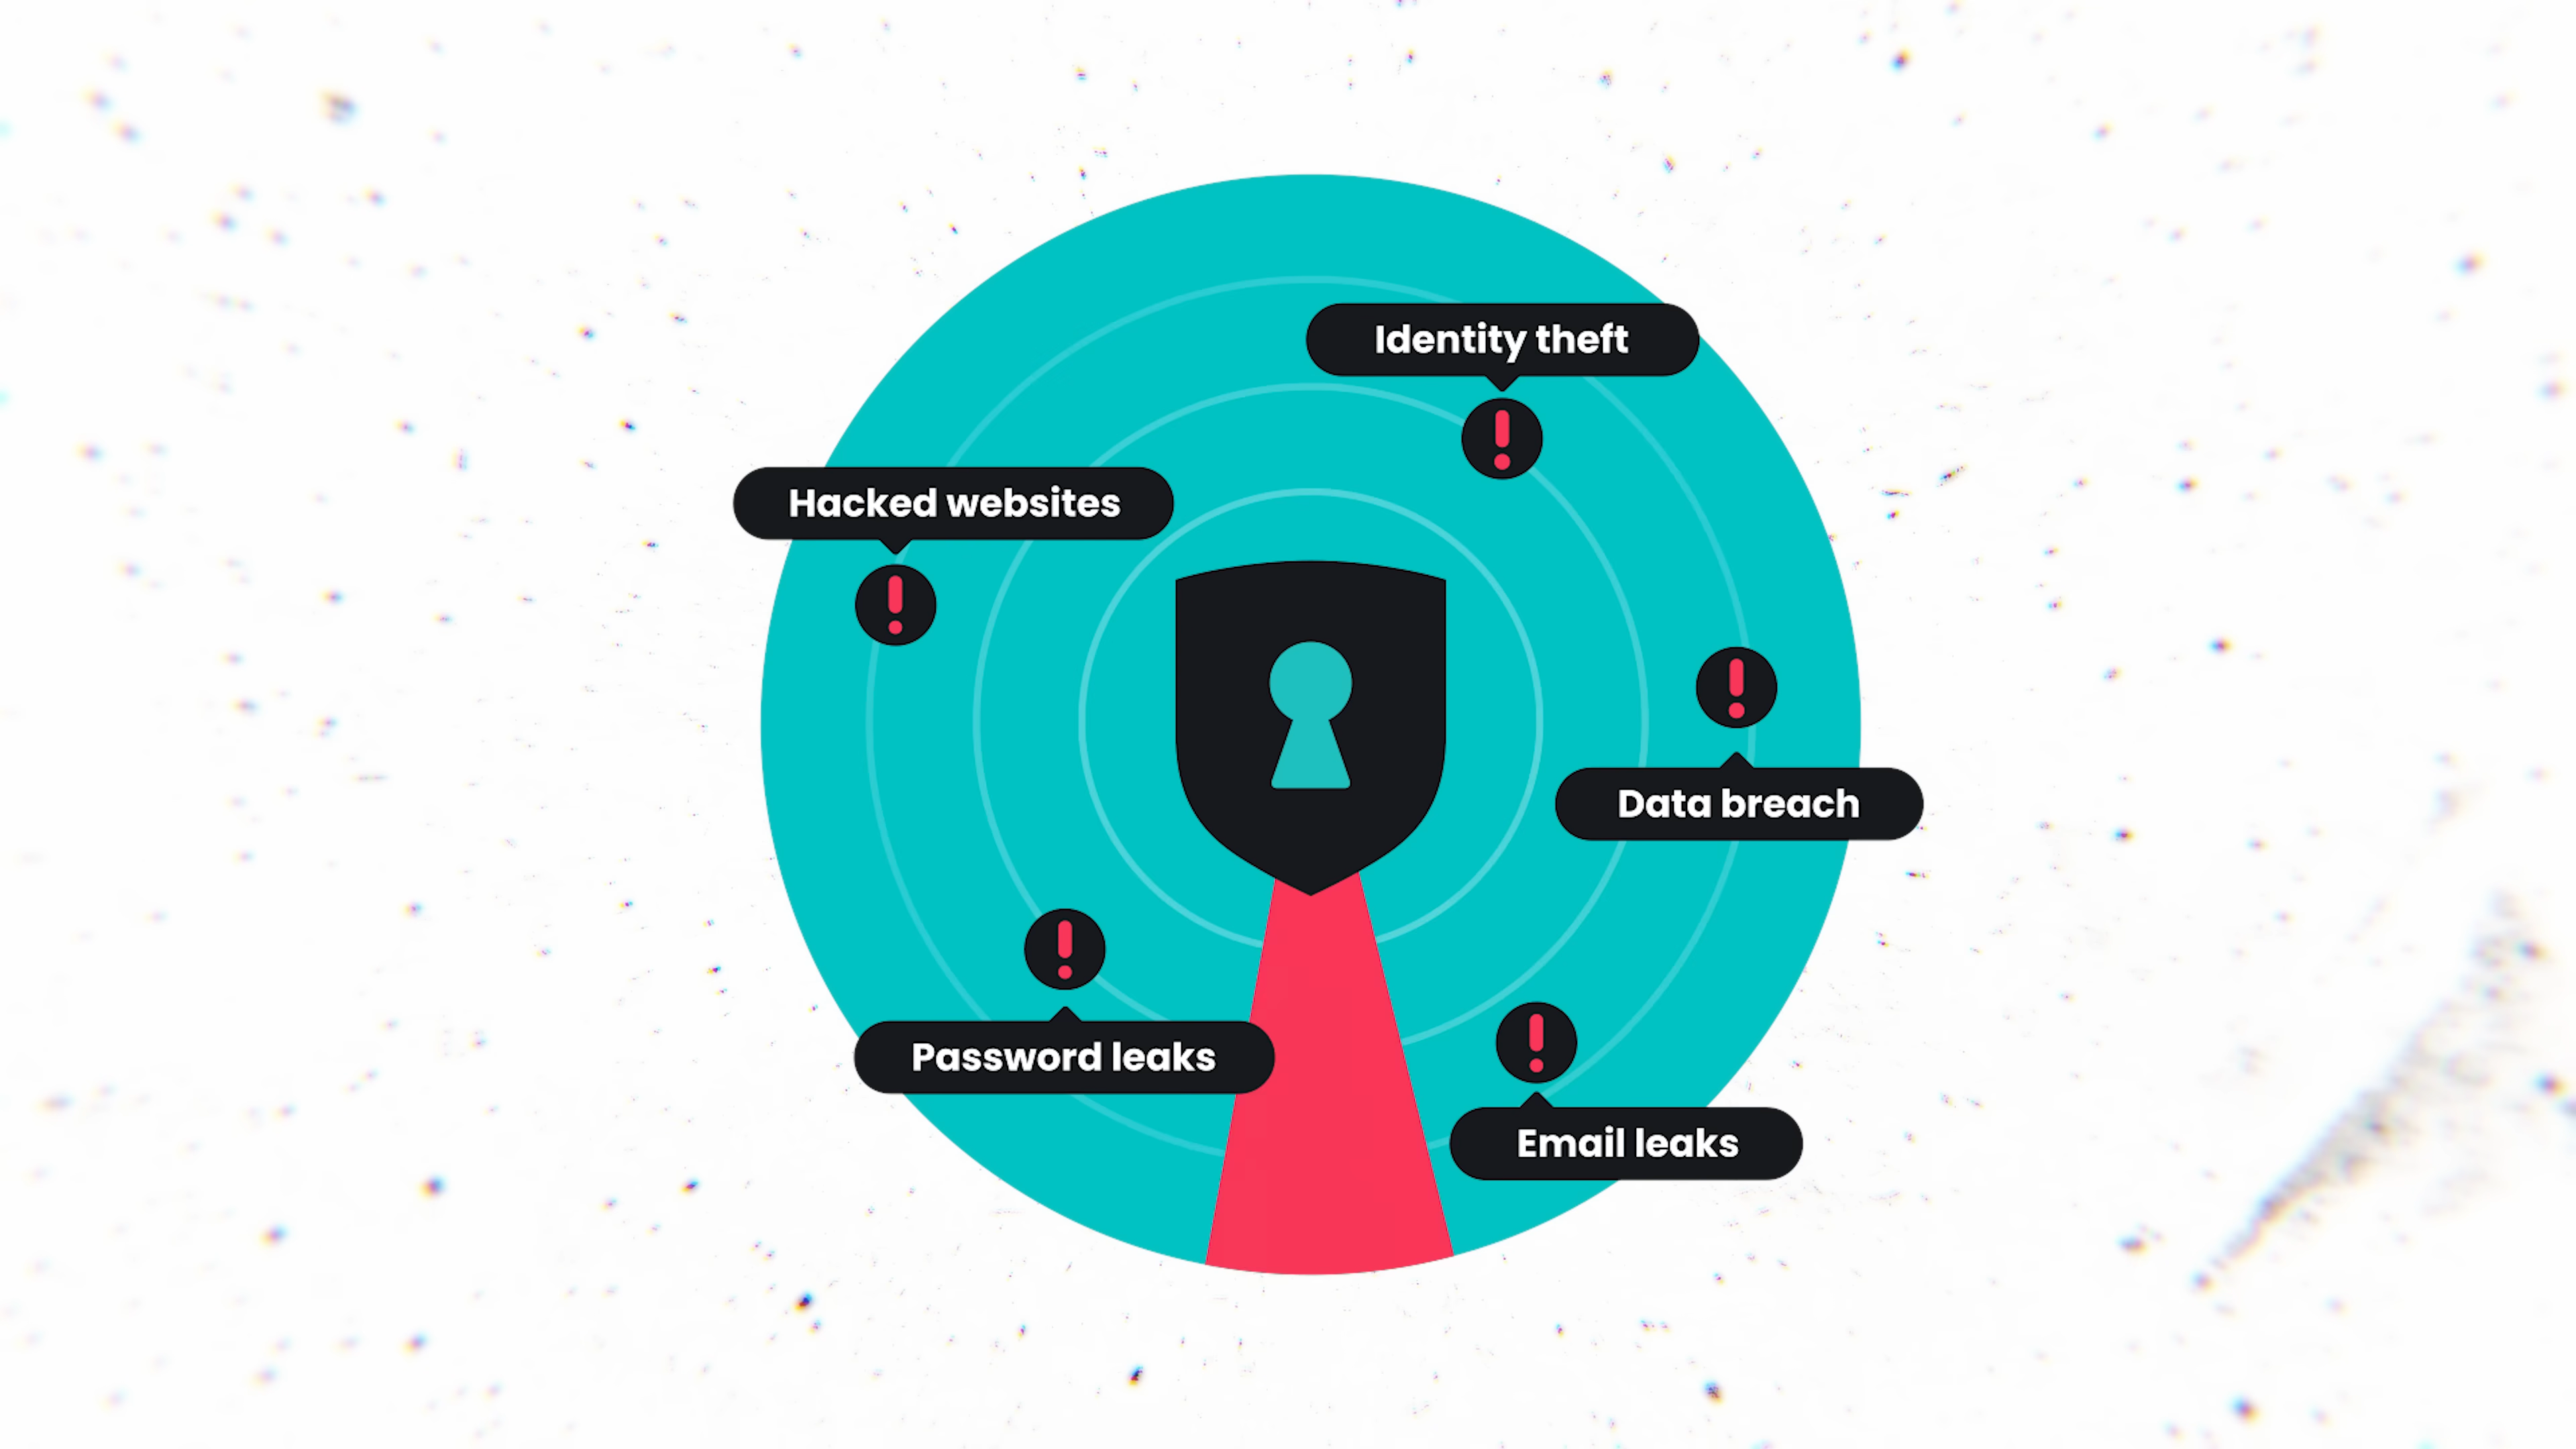 Identity theft
Hacked websites
Data breach
Password leaks
Email leaks